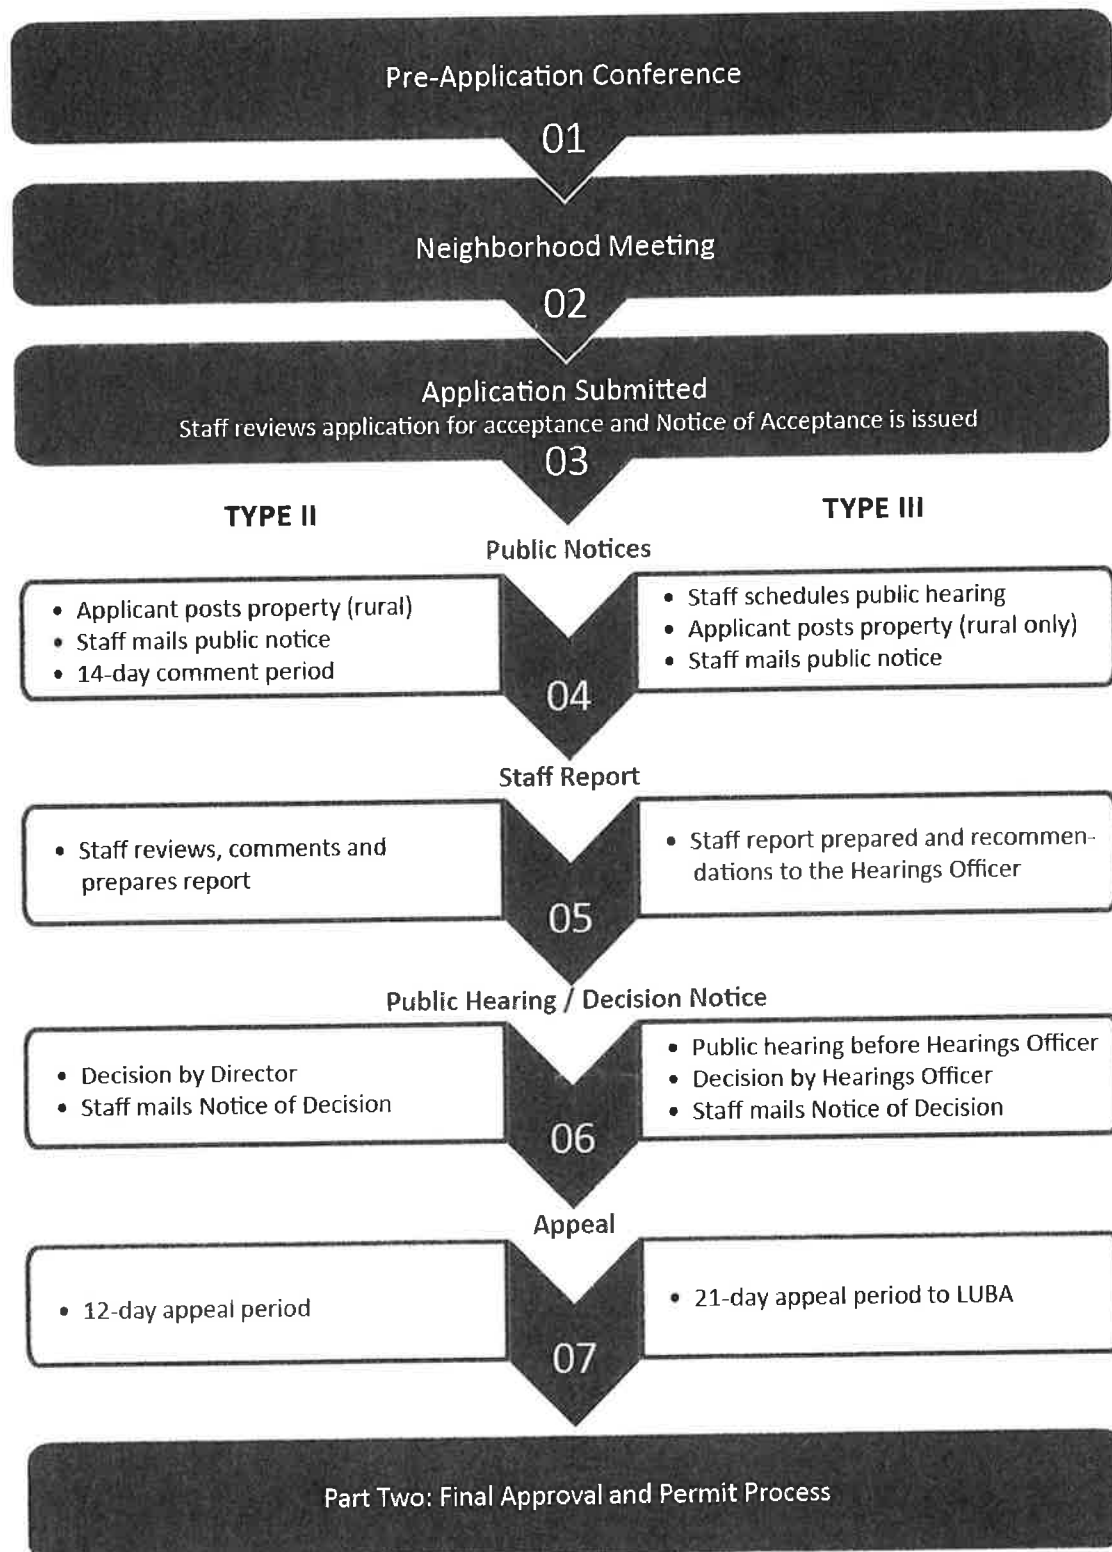 Pre-Application Conference
01
Neighborhood Meeting
02
Application Submitted
Staff reviews application for acceptance and Notice of Acceptance is issued
03
TYPE II
TYPE III
Public Notices
• Applicant posts property (rural)
• Staff mails public notice
• 14-day comment period
04
• Staff schedules public hearing
• Applicant posts property (rural only)
• Staff mails public notice
Staff Report
• Staff reviews, comments and
prepares report
05
• Staff report prepared and recommen-
dations to the Hearings Officer
Public Hearing / Decision Notice
• Decision by Director
• Staff mails Notice of Decision
06
• Public hearing before Hearings Officer
• Decision by Hearings Officer
• Staff mails Notice of Decision
Appeal
• 12-day appeal period
07
• 21-day appeal period to LUBA
Part Two: Final Approval and Permit Process